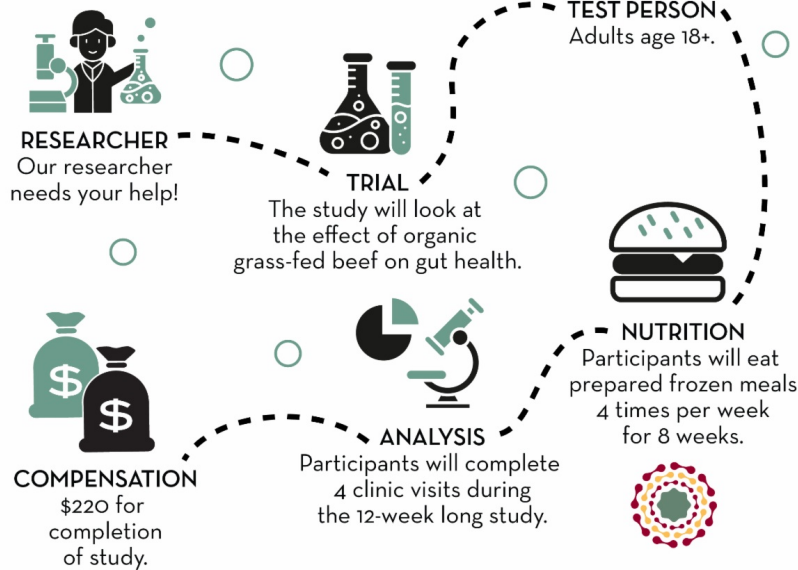 RESEARCHER
Our researcher
needs your help!
TRIAL
The study will look at
the effect of organic
grass-fed beef on gut health.
TEST PERSON
Adults age 18+.
NUTRITION
Participants will eat
prepared frozen meals
4 times per week
for 8 weeks.
ANALYSIS
Participants will complete
4 clinic visits during
the 12-week long study.
$
$
COMPENSATION
$220 for
completion
of study.